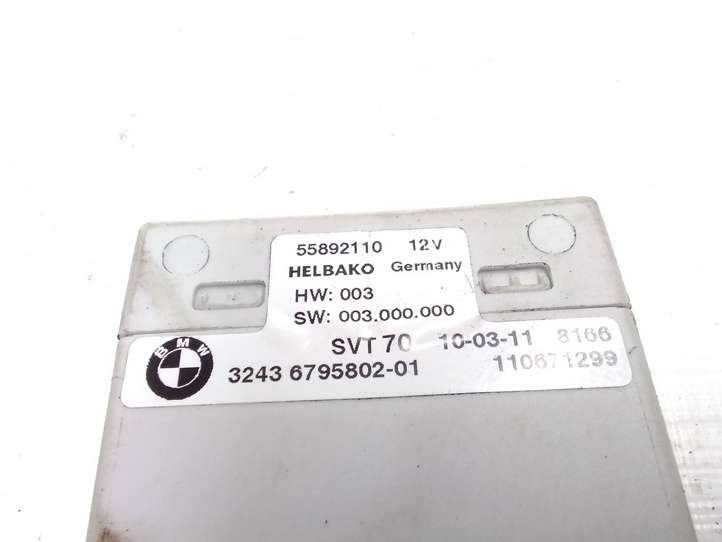 55892110 12V
HELBAKO Germany
HW: 003
SW: 003.000.000
BMW
SVT 70 10-03-11 8166
3243 6795802-01 110671299